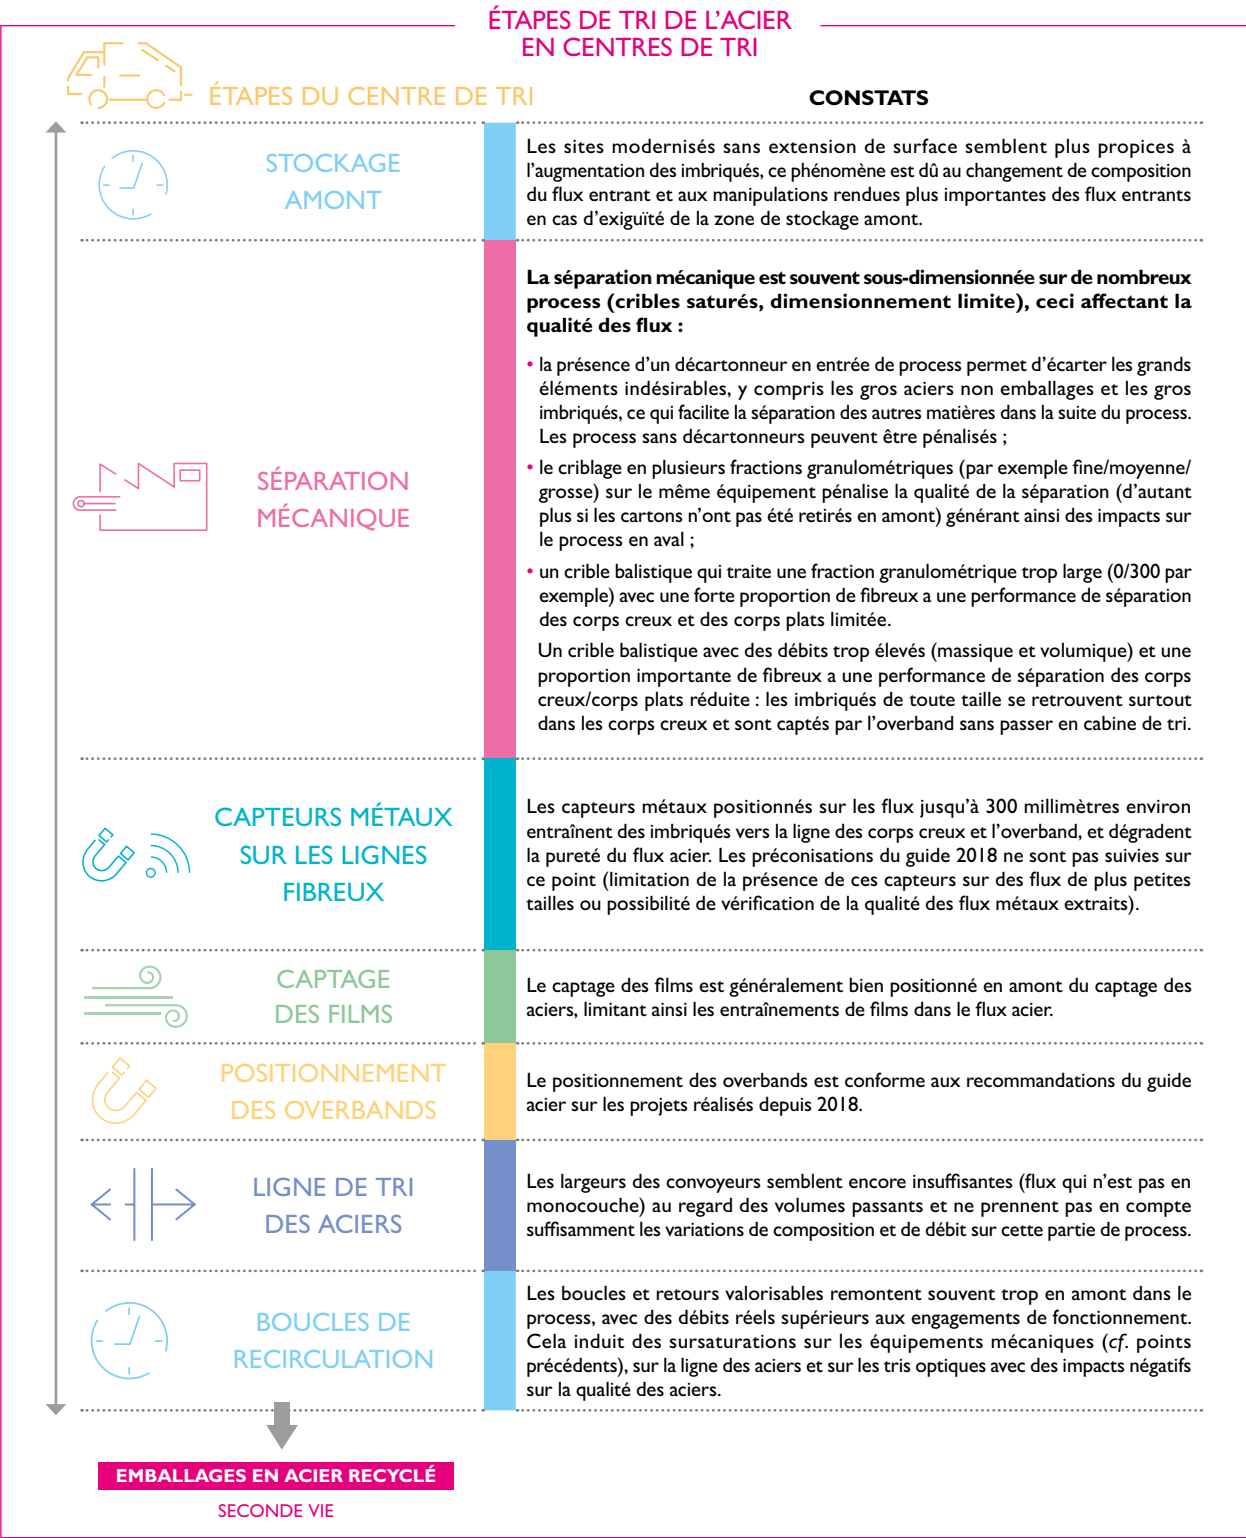 ÉTAPES DE TRI DE L’ACIER
EN CENTRES DE TRI
ÉTAPES DU CENTRE DE TRI
CONSTATS
STOCKAGE
AMONT
Les sites modernisés sans extension de surface semblent plus propices à
l’augmentation des imbriqués, ce phénomène est dû au changement de composition
du flux entrant et aux manipulations rendues plus importantes des flux entrants
en cas d’exiguïté de la zone de stockage amont.
SÉPARATION
MÉCANIQUE
La séparation mécanique est souvent sous-dimensionnée sur de nombreux
process (cribles saturés, dimensionnement limite), ceci affectant la
qualité des flux :
• la présence d’un décartonneur en entrée de process permet d’écarter les grands
éléments indésirables, y compris les gros aciers non emballages et les gros
imbriqués, ce qui facilite la séparation des autres matières dans la suite du process.
Les process sans décartonneurs peuvent être pénalisés ;
• le criblage en plusieurs fractions granulométriques (par exemple fine/moyenne/
grosse) sur le même équipement pénalise la qualité de la séparation (d’autant
plus si les cartons n’ont pas été retirés en amont) générant ainsi des impacts sur
le process en aval ;
• un crible balistique qui traite une fraction granulométrique trop large (0/300 par
exemple) avec une forte proportion de fibreux a une performance de séparation
des corps creux et des corps plats limitée.
Un crible balistique avec des débits trop élevés (massique et volumique) et une
proportion importante de fibreux a une performance de séparation des corps
creux/corps plats réduite : les imbriqués de toute taille se retrouvent surtout
dans les corps creux et sont captés par l’overband sans passer en cabine de tri.
CAPTEURS MÉTAUX
SUR LES LIGNES
FIBREUX
Les capteurs métaux positionnés sur les flux jusqu’à 300 millimètres environ
entraînent des imbriqués vers la ligne des corps creux et l’overband, et dégradent
la pureté du flux acier. Les préconisations du guide 2018 ne sont pas suivies sur
ce point (limitation de la présence de ces capteurs sur des flux de plus petites
tailles ou possibilité de vérification de la qualité des flux métaux extraits).
CAPTAGE
DES FILMS
Le captage des films est généralement bien positionné en amont du captage des
aciers, limitant ainsi les entraînements de films dans le flux acier.
POSITIONNEMENT
DES OVERBANDS
Le positionnement des overbands est conforme aux recommandations du guide
acier sur les projets réalisés depuis 2018.
LIGNE DE TRI
DES ACIERS
Les largeurs des convoyeurs semblent encore insuffisantes (flux qui n’est pas en
monocouche) au regard des volumes passants et ne prennent pas en compte
suffisamment les variations de composition et de débit sur cette partie de process.
BOUCLES DE
RECIRCULATION
Les boucles et retours valorisables remontent souvent trop en amont dans le
process, avec des débits réels supérieurs aux engagements de fonctionnement.
Cela induit des sursaturations sur les équipements mécaniques (cf. points
précédents), sur la ligne des aciers et sur les tris optiques avec des impacts négatifs
sur la qualité des aciers.
EMBALLAGES EN ACIER RECYCLÉ
SECONDE VIE